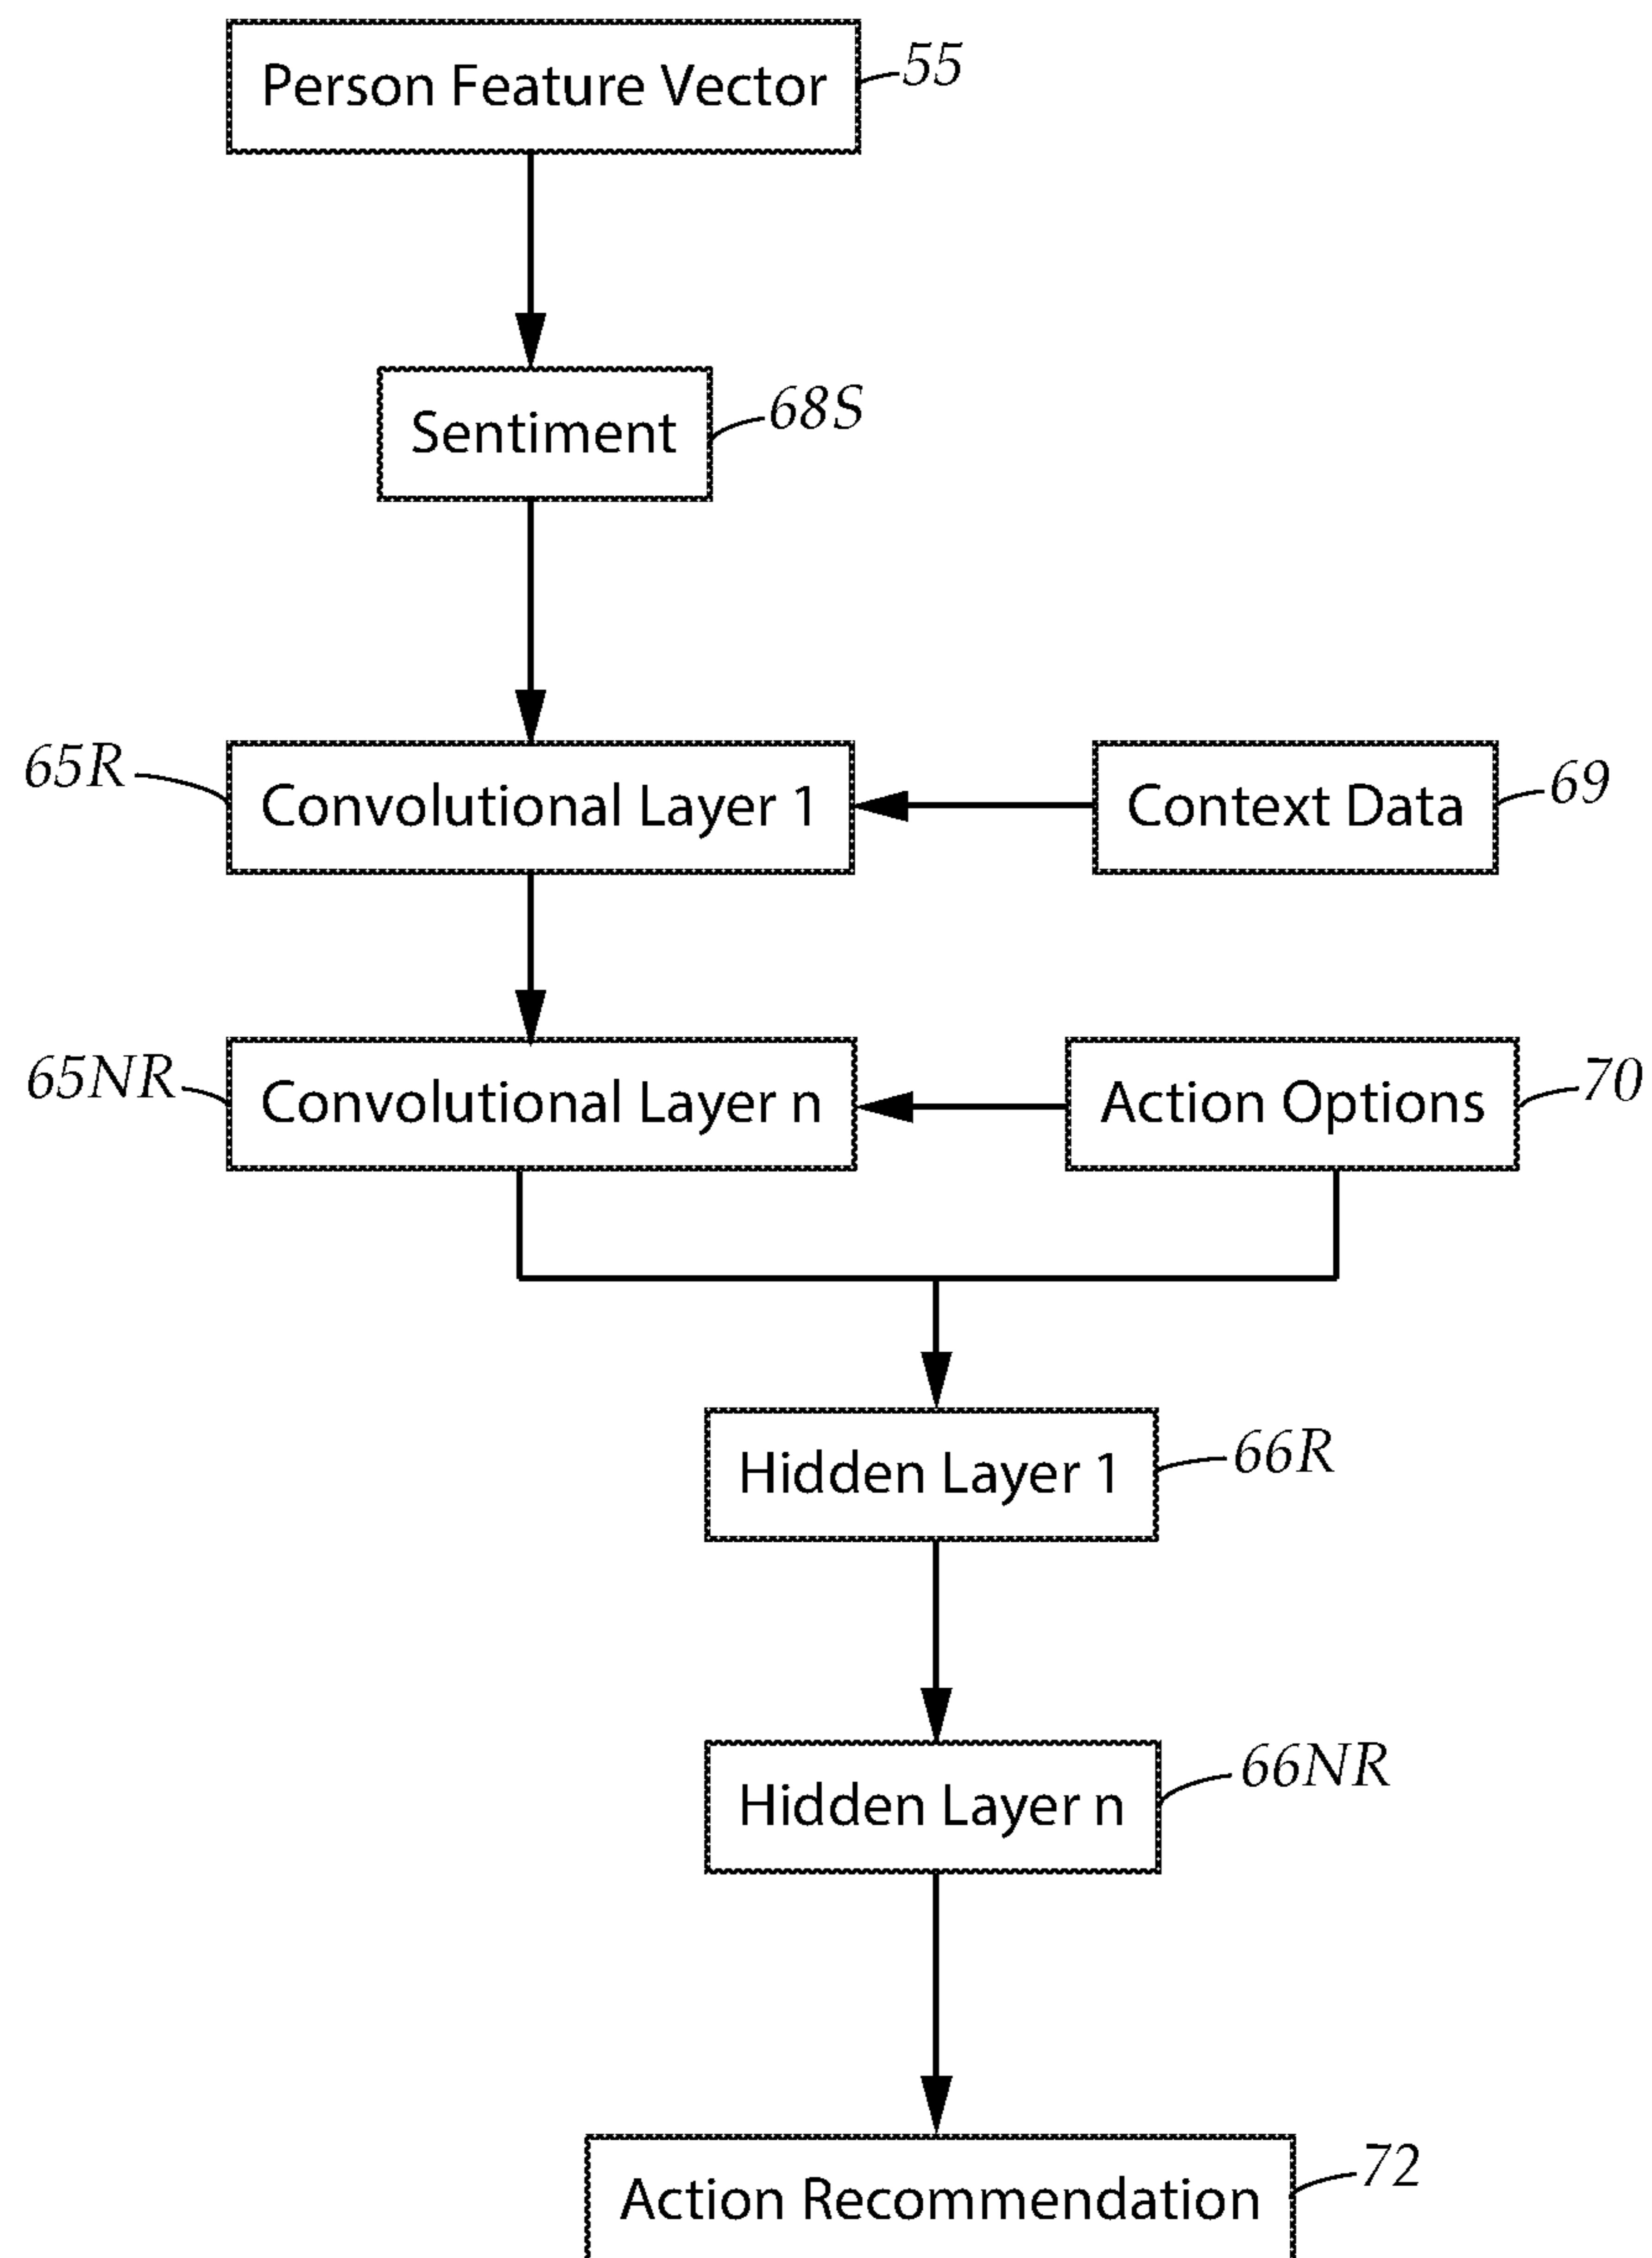 Person Feature Vector 55
Sentiment 68S
65R Convolutional Layer 1 Context Data 69
65NR Convolutional Layer n Action Options 70
Hidden Layer 1 66R
Hidden Layer n 66NR
Action Recommendation 72